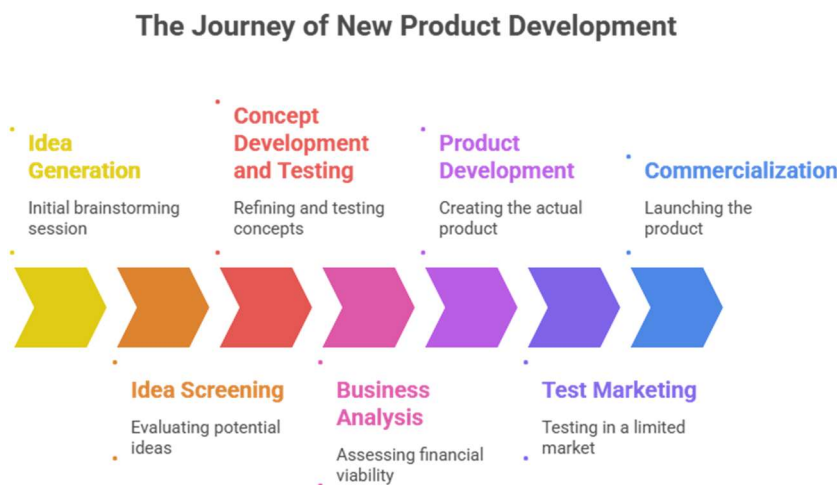 The Journey of New Product Development
Idea
Generation
Initial brainstorming
session
Idea Screening
Evaluating potential
ideas
Concept
Development
and Testing
Refining and testing
concepts
Business
Analysis
Assessing financial
viability
Product
Development
Creating the actual
product
Test Marketing
Testing in a limited
market
Commercialization
Launching the
product